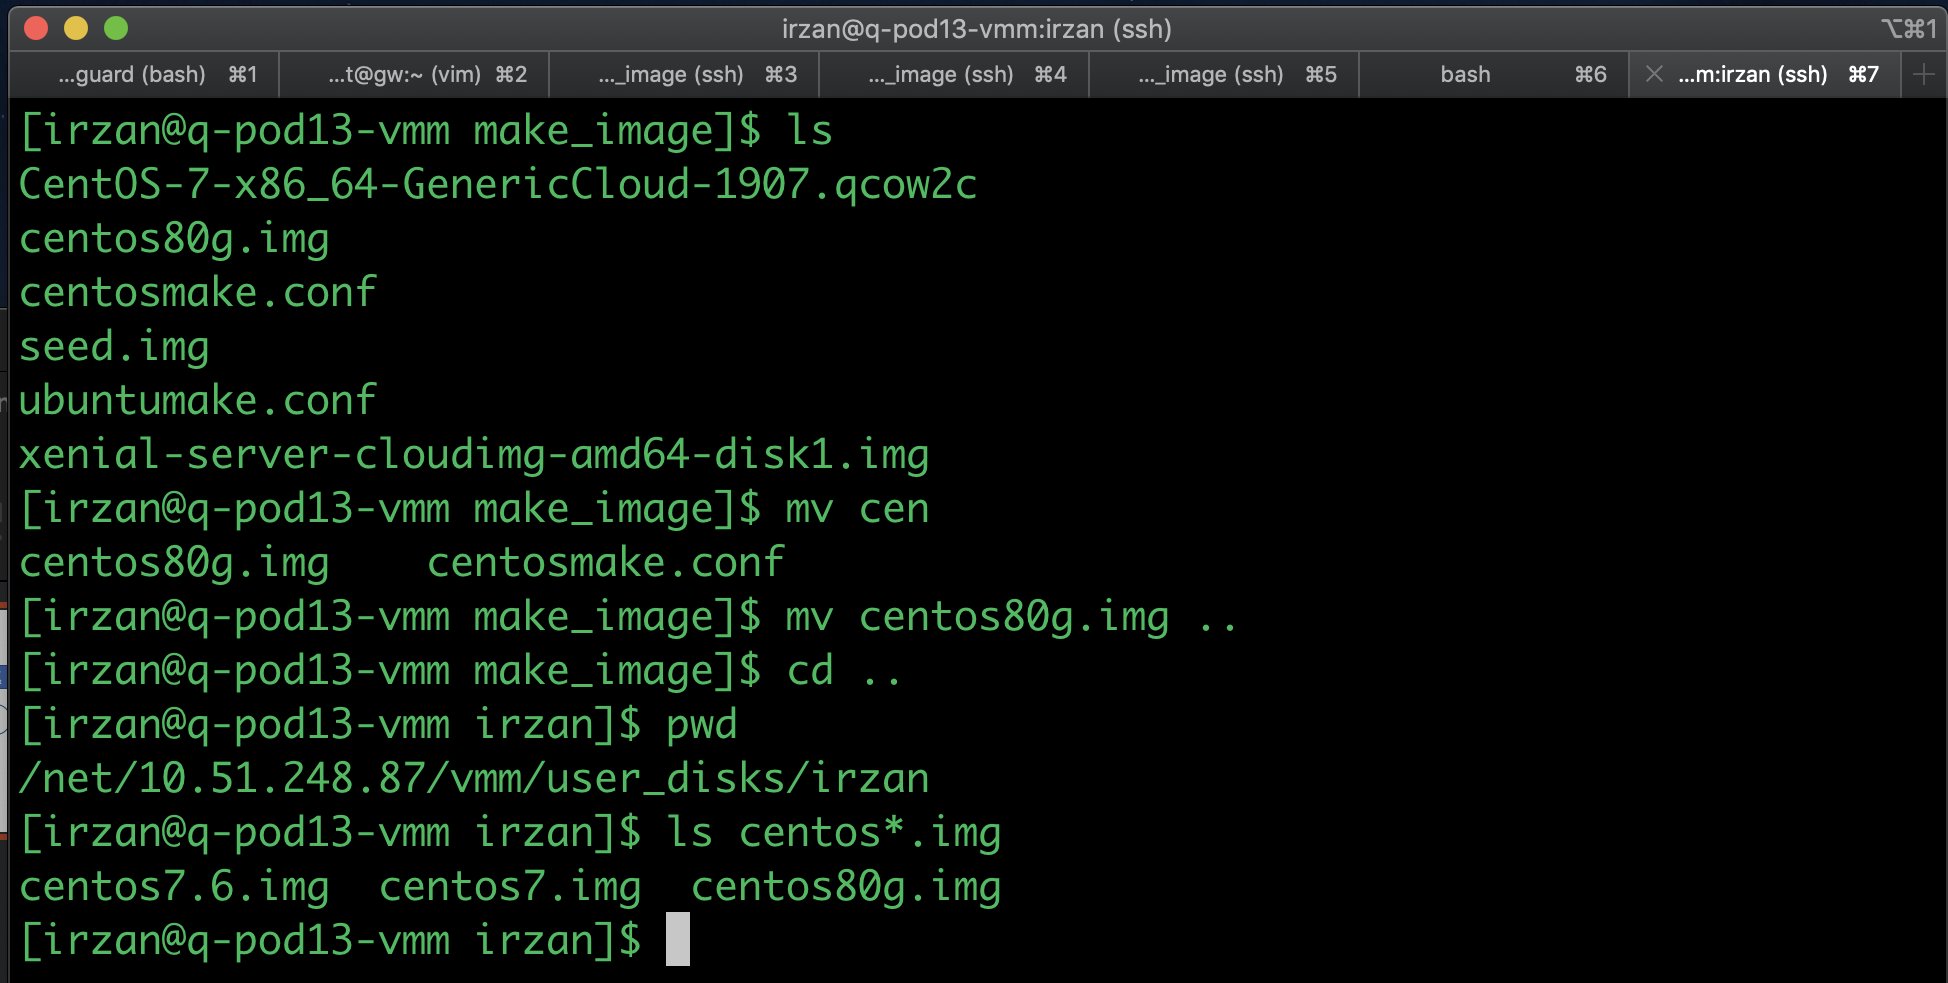 irzan@q-pod13-vmm:irzan (ssh) ⌥⌘1
...guard (bash) ⌘1 ...t@gw:~ (vim) ⌘2 ..._image (ssh) ⌘3 ..._image (ssh) ⌘4 ..._image (ssh) ⌘5 bash ⌘6 ...m:irzan (ssh) ⌘7
[irzan@q-pod13-vmm make_image]$ ls
CentOS-7-x86_64-GenericCloud-1907.qcow2c
centos80g.img
centosmake.conf
seed.img
ubuntumake.conf
xenial-server-cloudimg-amd64-disk1.img
[irzan@q-pod13-vmm make_image]$ mv cen
centos80g.img    centosmake.conf
[irzan@q-pod13-vmm make_image]$ mv centos80g.img ..
[irzan@q-pod13-vmm make_image]$ cd ..
[irzan@q-pod13-vmm irzan]$ pwd
/net/10.51.248.87/vmm/user_disks/irzan
[irzan@q-pod13-vmm irzan]$ ls centos*.img
centos7.6.img  centos7.img  centos80g.img
[irzan@q-pod13-vmm irzan]$